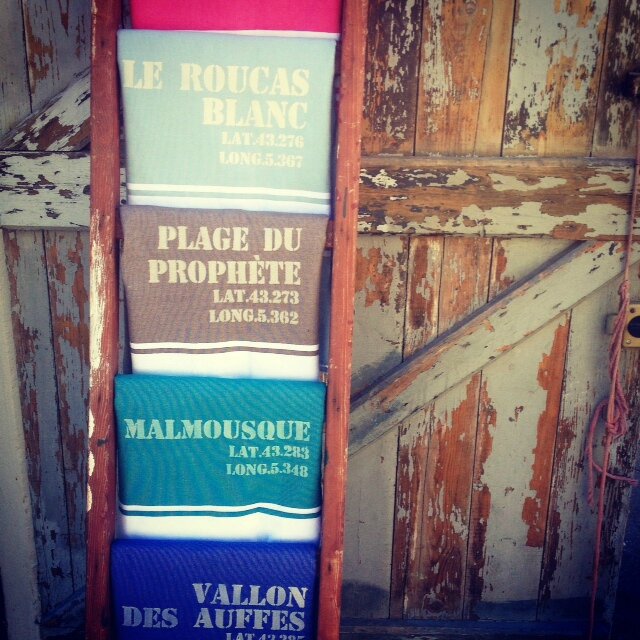 LE ROUCAS
BLANC
LAT.43.276
LONG.5.367
PLAGE DU
PROPHÈTE
LAT.43.273
LONG.5.362
MALMOUSQUE
LAT.43.283
LONG.5.348
VALLON
DES AUFFES